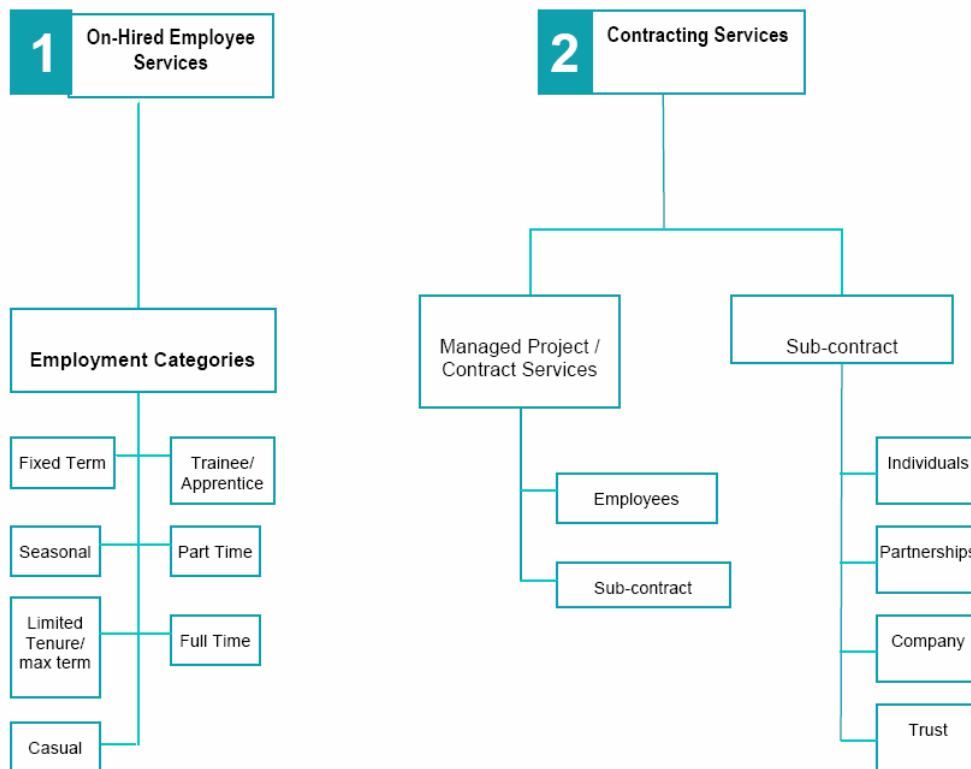 1
On-Hired Employee
Services
2
Contracting Services
Employment Categories
Managed Project /
Contract Services
Sub-contract
Fixed Term
Trainee/
Apprentice
Seasonal
Part Time
Limited
Tenure/
max term
Full Time
Casual
Employees
Sub-contract
Individuals
Partnerships
Company
Trust